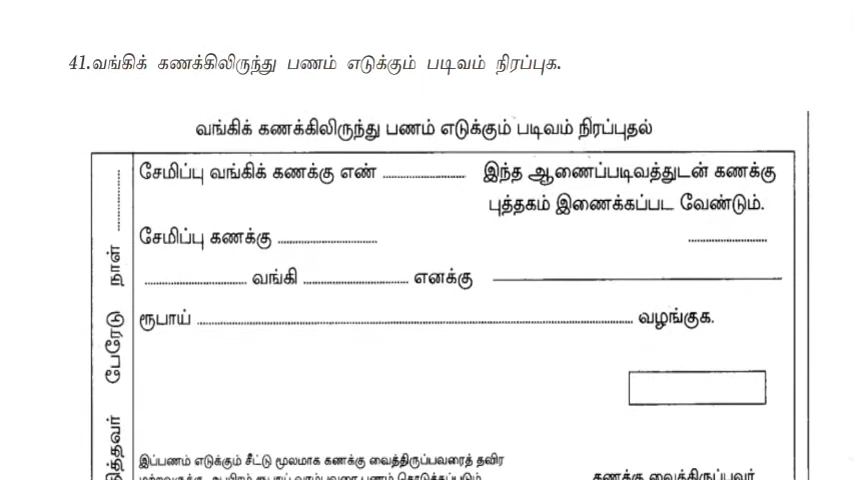 41.வங்கிக் கணக்கிலிருந்து பணம் எடுக்கும் படிவம் நிரப்புக.
வங்கிக் கணக்கிலிருந்து பணம் எடுக்கும் படிவம் நிரப்புதல்
சேமிப்பு வங்கிக் கணக்கு எண் .................... இந்த ஆணைப்படிவத்துடன் கணக்கு
புத்தகம் இணைக்கப்பட வேண்டும்.
சேமிப்பு கணக்கு ........................ ....................
........................ வங்கி ........................ எனக்கு ____________________
ரூபாய் ........................................................................ வழங்குக.
நாள் ................
பேரேடு
இப்பணம் எடுக்கும் சீட்டு மூலமாக கணக்கு வைத்திருப்பவரைத் தவிர
கணக்கு வைத்திருப்பவர்